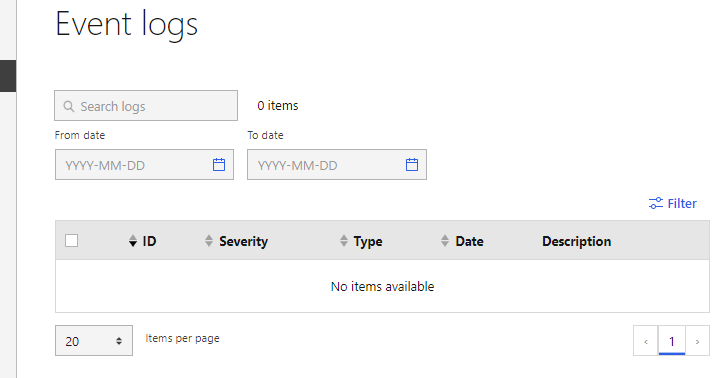 Event logs
Search logs
0 items
From date
To date
YYYY-MM-DD
YYYY-MM-DD
Filter
ID Severity Type Date Description
No items available
20 Items per page
‹ 1 ›